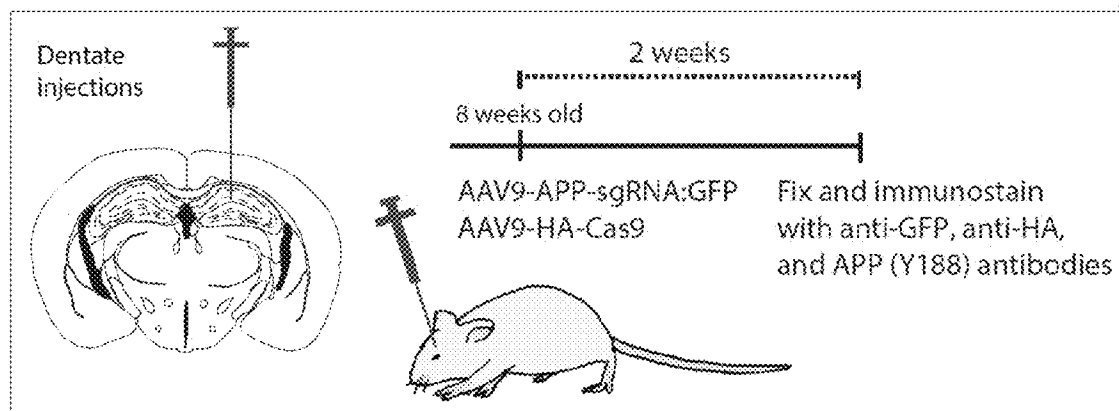 Dentate
injections
2 weeks
8 weeks old
AAV9-APP-sgRNA:GFP
AAV9-HA-Cas9
Fix and immunostain
with anti-GFP, anti-HA,
and APP (Y188) antibodies